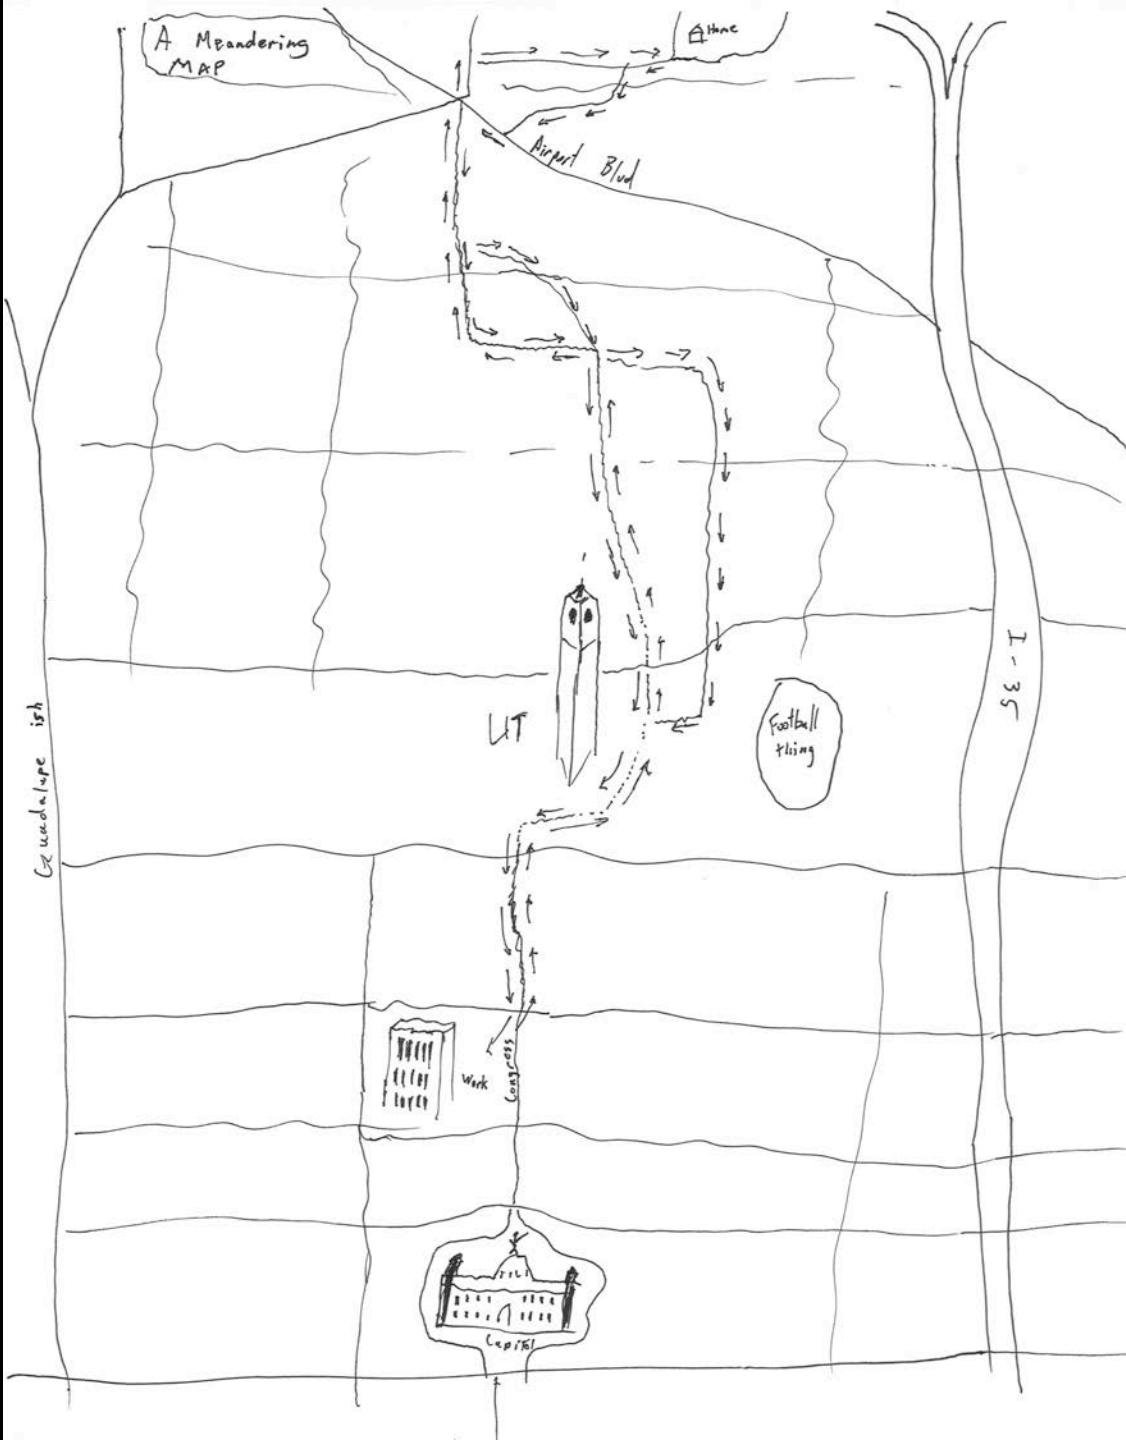 A Meandering
MAP
Home
Airport Blvd
I-35
UT
Football
thing
Guadalupe ish
Work
Congress
Capitol